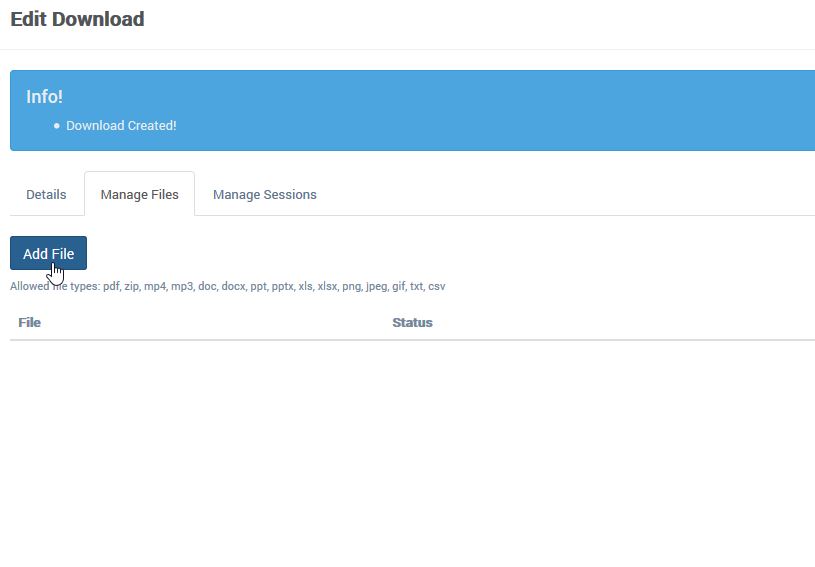 Edit Download
Info!
Download Created!
Details Manage Files Manage Sessions
Add File
Allowed file types: pdf, zip, mp4, mp3, doc, docx, ppt, pptx, xls, xlsx, png, jpeg, gif, txt, csv
File Status